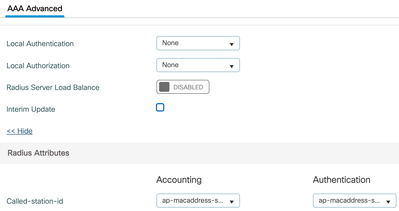 AAA Advanced
Local Authentication None
Local Authorization None
Radius Server Load Balance DISABLED
Interim Update
<< Hide
Radius Attributes
Accounting Authentication
Called-station-id ap-macaddress-s... ap-macaddress-s...